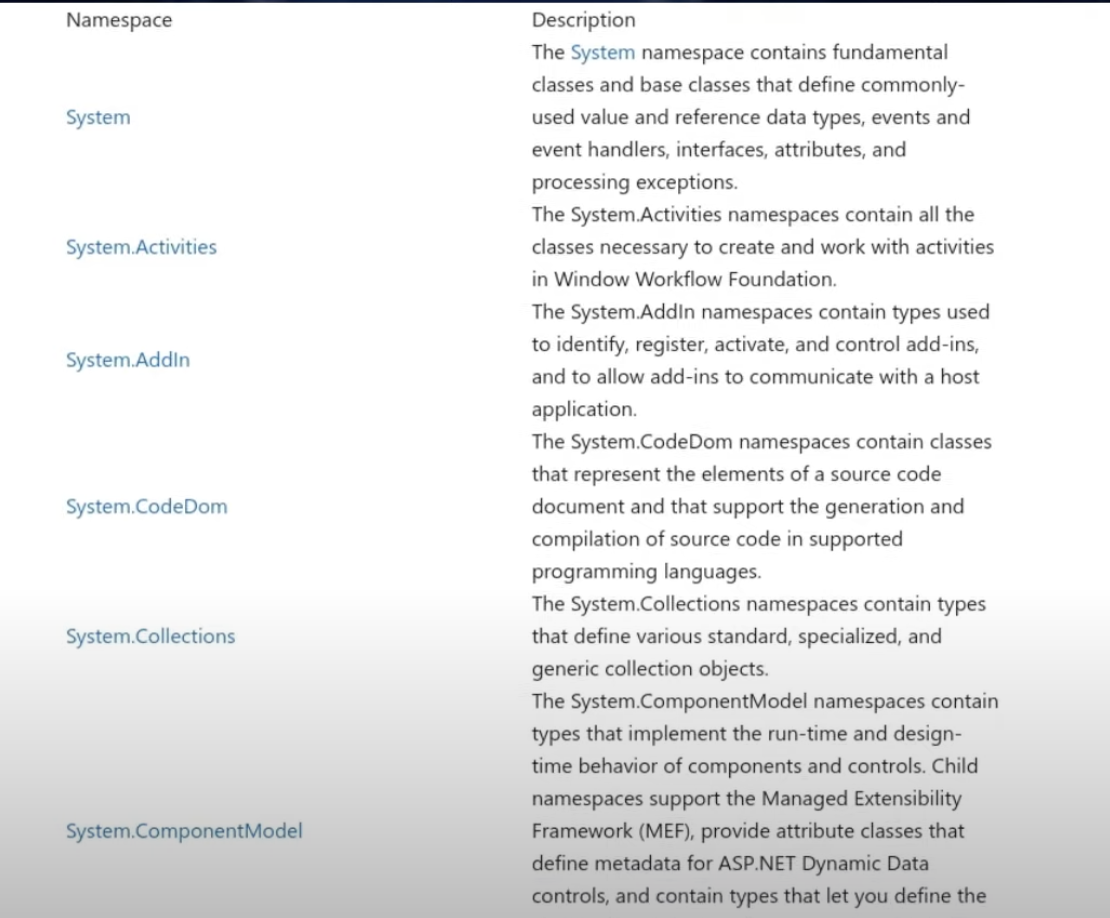 Namespace
Description
System
The System namespace contains fundamental
classes and base classes that define commonly-
used value and reference data types, events and
event handlers, interfaces, attributes, and
processing exceptions.
System.Activities
The System.Activities namespaces contain all the
classes necessary to create and work with activities
in Window Workflow Foundation.
System.AddIn
The System.AddIn namespaces contain types used
to identify, register, activate, and control add-ins,
and to allow add-ins to communicate with a host
application.
System.CodeDom
The System.CodeDom namespaces contain classes
that represent the elements of a source code
document and that support the generation and
compilation of source code in supported
programming languages.
System.Collections
The System.Collections namespaces contain types
that define various standard, specialized, and
generic collection objects.
System.ComponentModel
The System.ComponentModel namespaces contain
types that implement the run-time and design-
time behavior of components and controls. Child
namespaces support the Managed Extensibility
Framework (MEF), provide attribute classes that
define metadata for ASP.NET Dynamic Data
controls, and contain types that let you define the